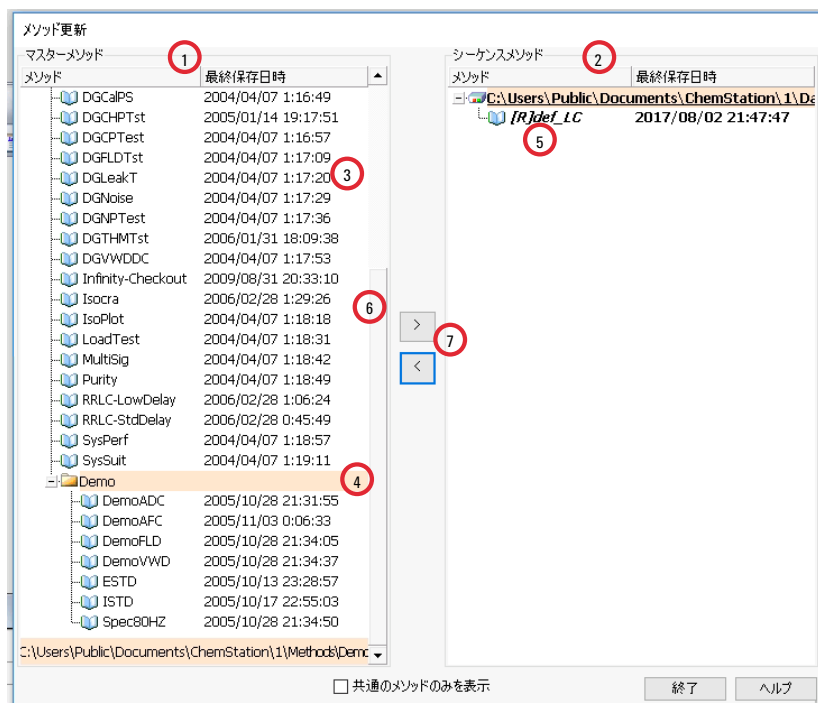 メソッド更新
マスターメソッド 1
メソッド 最終保存日時
DGCalPS 2004/04/07 1:16:49
DGCHPTst 2005/01/14 19:17:51
DGCPTest 2004/04/07 1:16:57
DGFLDTst 2004/04/07 1:17:09
DGLeakT 2004/04/07 1:17:20 3
DGNoise 2004/04/07 1:17:29
DGNPTest 2004/04/07 1:17:36
DGTHMTst 2006/01/31 18:09:38
DGVWDDC 2004/04/07 1:17:53
Infinity-Checkout 2009/08/31 20:33:10
Isocra 2006/02/28 1:29:26
6
IsoPlot 2004/04/07 1:18:18
LoadTest 2004/04/07 1:18:31
MultiSig 2004/04/07 1:18:42
Purity 2004/04/07 1:18:49
RRLC-LowDelay 2006/02/28 1:06:24
RRLC-StdDelay 2006/02/28 0:45:49
SysPerf 2004/04/07 1:18:57
SysSuit 2004/04/07 1:19:11
Demo 4
DemoADC 2005/10/28 21:31:55
DemoAFC 2005/11/03 0:06:33
DemoFLD 2005/10/28 21:34:05
DemoVWD 2005/10/28 21:34:37
ESTD 2005/10/13 23:28:57
ISTD 2005/10/17 22:55:03
Spec80HZ 2005/10/28 21:34:50
C:\Users\Public\Documents\ChemStation\1\Methods\Demo
>
7
<
シーケンスメソッド 2
メソッド 最終保存日時
C:\Users\Public\Documents\ChemStation\1\Da
[R]def_LC 2017/08/02 21:47:47
5
共通のメソッドのみを表示
終了
ヘルプ